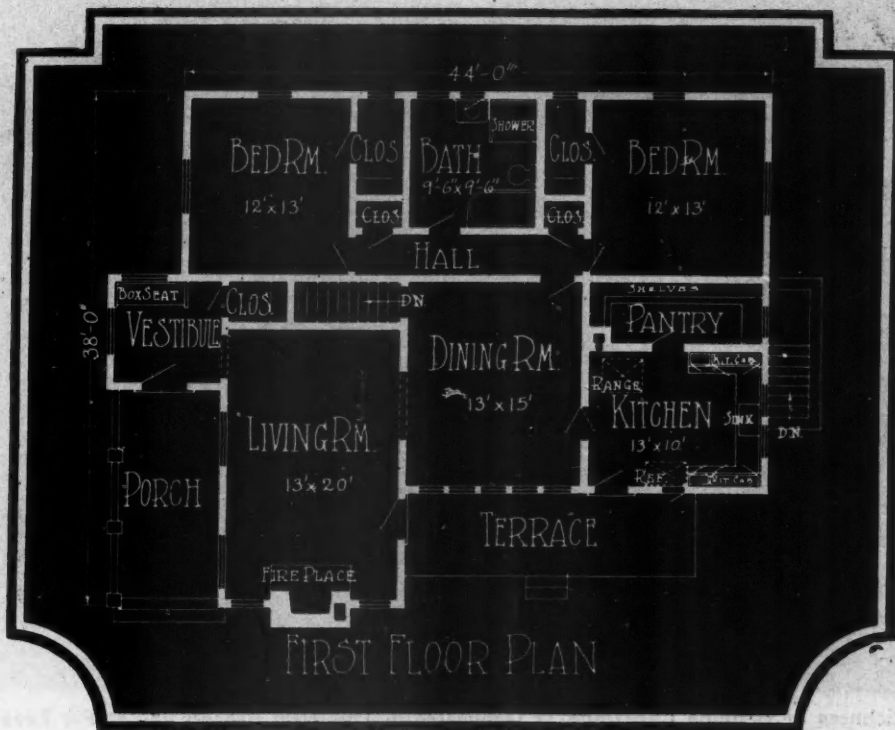 44'-0"
BED RM.
12' x 13'
CLOS.
BATH
9'-6" x 9'-6"
SHOWER
CLOS.
BED RM.
12' x 13'
CLOS.
CLOS.
HALL
38'-0"
BOX SEAT
VESTIBULE
CLOS.
DN.
SHELVES
PANTRY
DINING RM.
13' x 15'
RANGE
KITCHEN
13' x 10'
SINK
DN.
REF.
LIVING RM.
13' x 20'
PORCH
TERRACE
FIRE PLACE
FIRST FLOOR PLAN